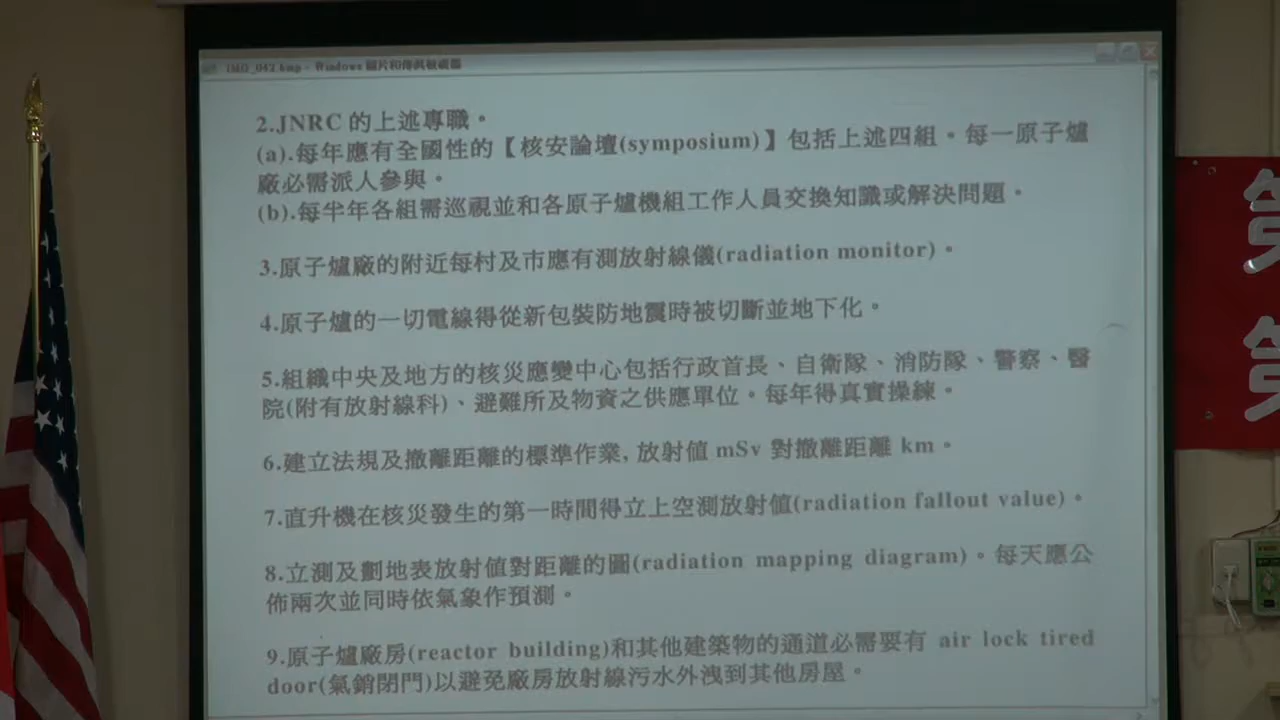 IMG_042.bmp - Windows 圖片和傳真檢視器
2.JNRC 的上述專職。
(a).每年應有全國性的【核安論壇(symposium)】包括上述四組。每一原子爐
廠必需派人參與。
(b).每半年各組需巡視並和各原子爐機組工作人員交換知識或解決問題。
3.原子爐廠的附近每村及市應有測放射線儀(radiation monitor)。
4.原子爐的一切電線得從新包裝防地震時被切斷並地下化。
5.組織中央及地方的核災應變中心包括行政首長、自衛隊、消防隊、警察、醫
院(附有放射線科)、避難所及物資之供應單位。每年得真實操練。
6.建立法規及撤離距離的標準作業, 放射值 mSv 對撤離距離 km。
7.直升機在核災發生的第一時間得立上空測放射值(radiation fallout value)。
8.立測及劃地表放射值對距離的圖(radiation mapping diagram)。每天應公
佈兩次並同時依氣象作預測。
9.原子爐廠房(reactor building)和其他建築物的通道必需要有 air lock tired
door(氣銷閉門)以避免廠房放射線污水外洩到其他房屋。
第
第